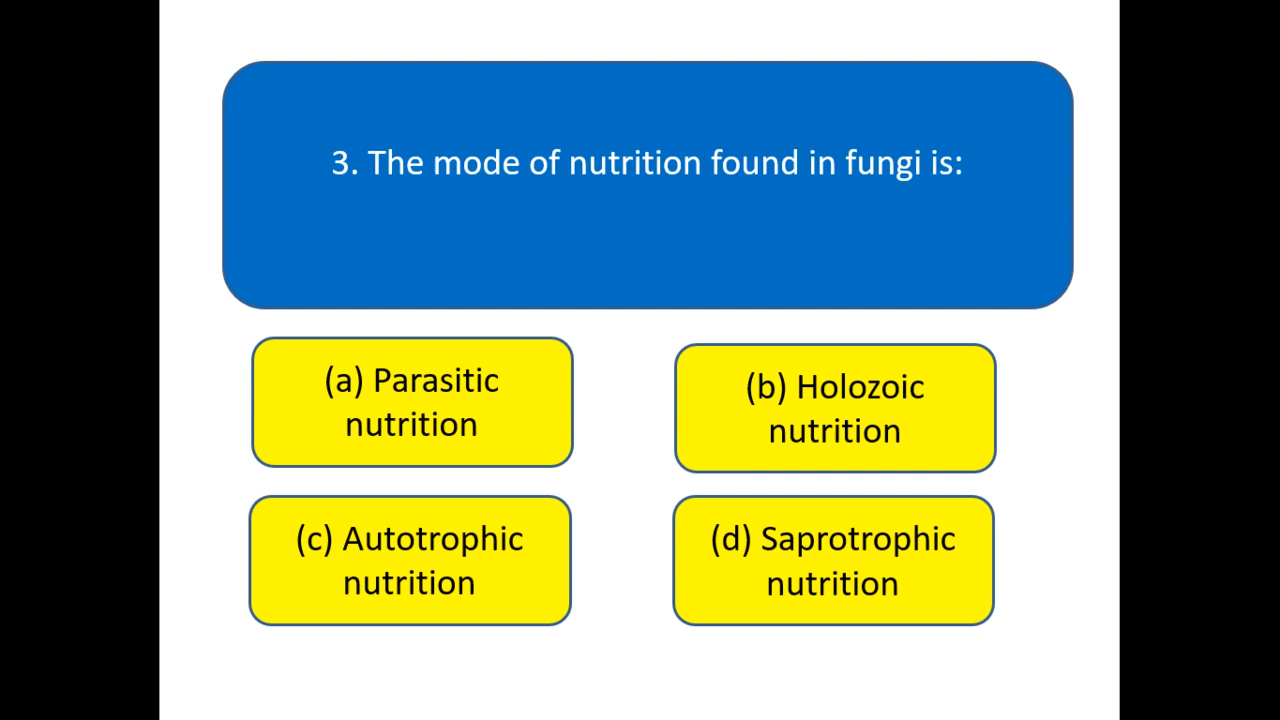 3. The mode of nutrition found in fungi is:
(a) Parasitic
nutrition
(b) Holozoic
nutrition
(c) Autotrophic
nutrition
(d) Saprotrophic
nutrition